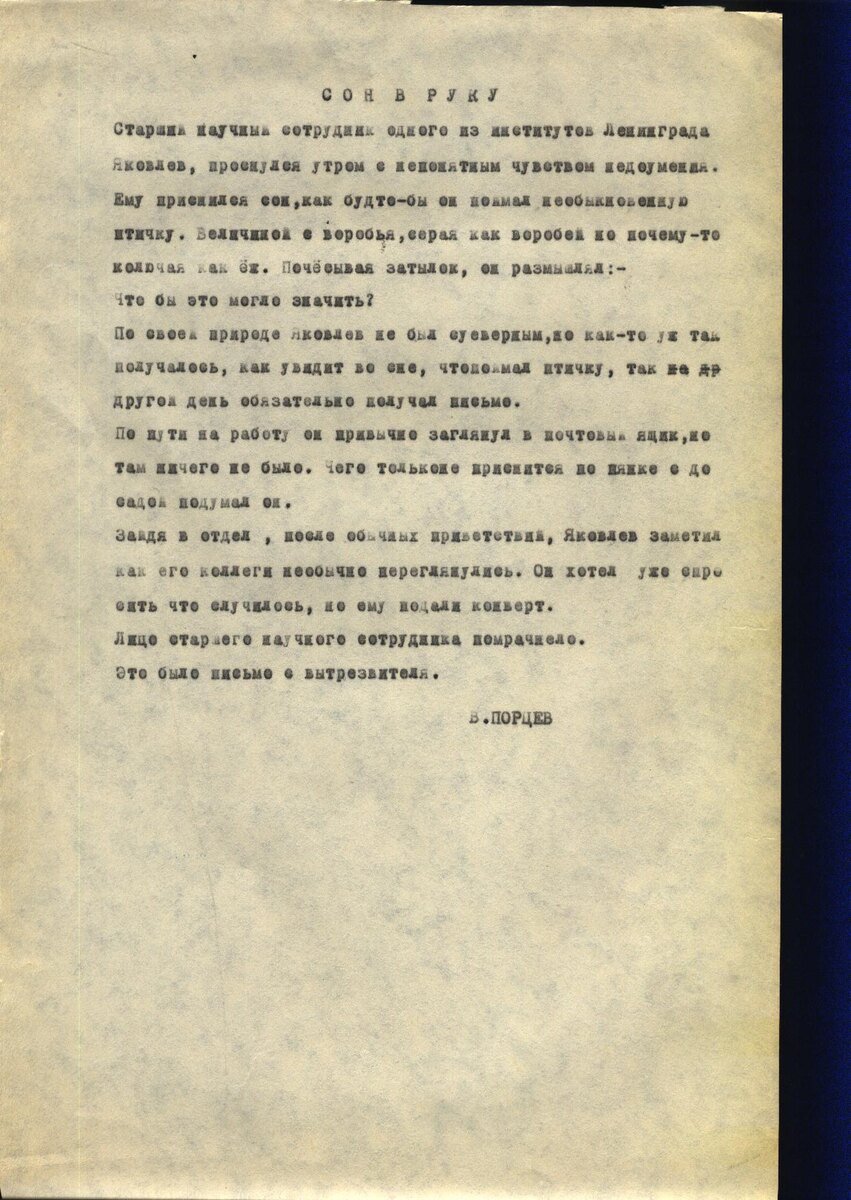 СОН В РУКУ
Старший научный сотрудник одного из институтов Ленинграда
Яковлев, проснулся утром с непонятным чувством недоумения.
Ему приснился сон,как будто-бы он поймал необыкновенную
птичку. Величиной с воробья,серая как воробей но почему-то
колючая как ёж. Почёсывая затылок, он размышлял:-
Что бы это могло значить?
По своей природе Яковлев не был суеверным,но как-то уж так
получалось, как увидит во сне, чтопоймал птичку, так на др
другой день обязательно получал письмо.
По пути на работу он привычно заглянул в почтовый ящик,но
там ничего не было. Чего тольконе приснится по пянке с до
садой подумал он.
Зайдя в отдел , после обычных приветствий, Яковлев заметил
как его коллеги необычно переглянулись. Он хотел уже спро
сить что случилось, но ему подали конверт.
Лицо старшего научного сотрудника помрачнело.
Это было письмо с вытрезвителя.
В.ПОРЦЕВ